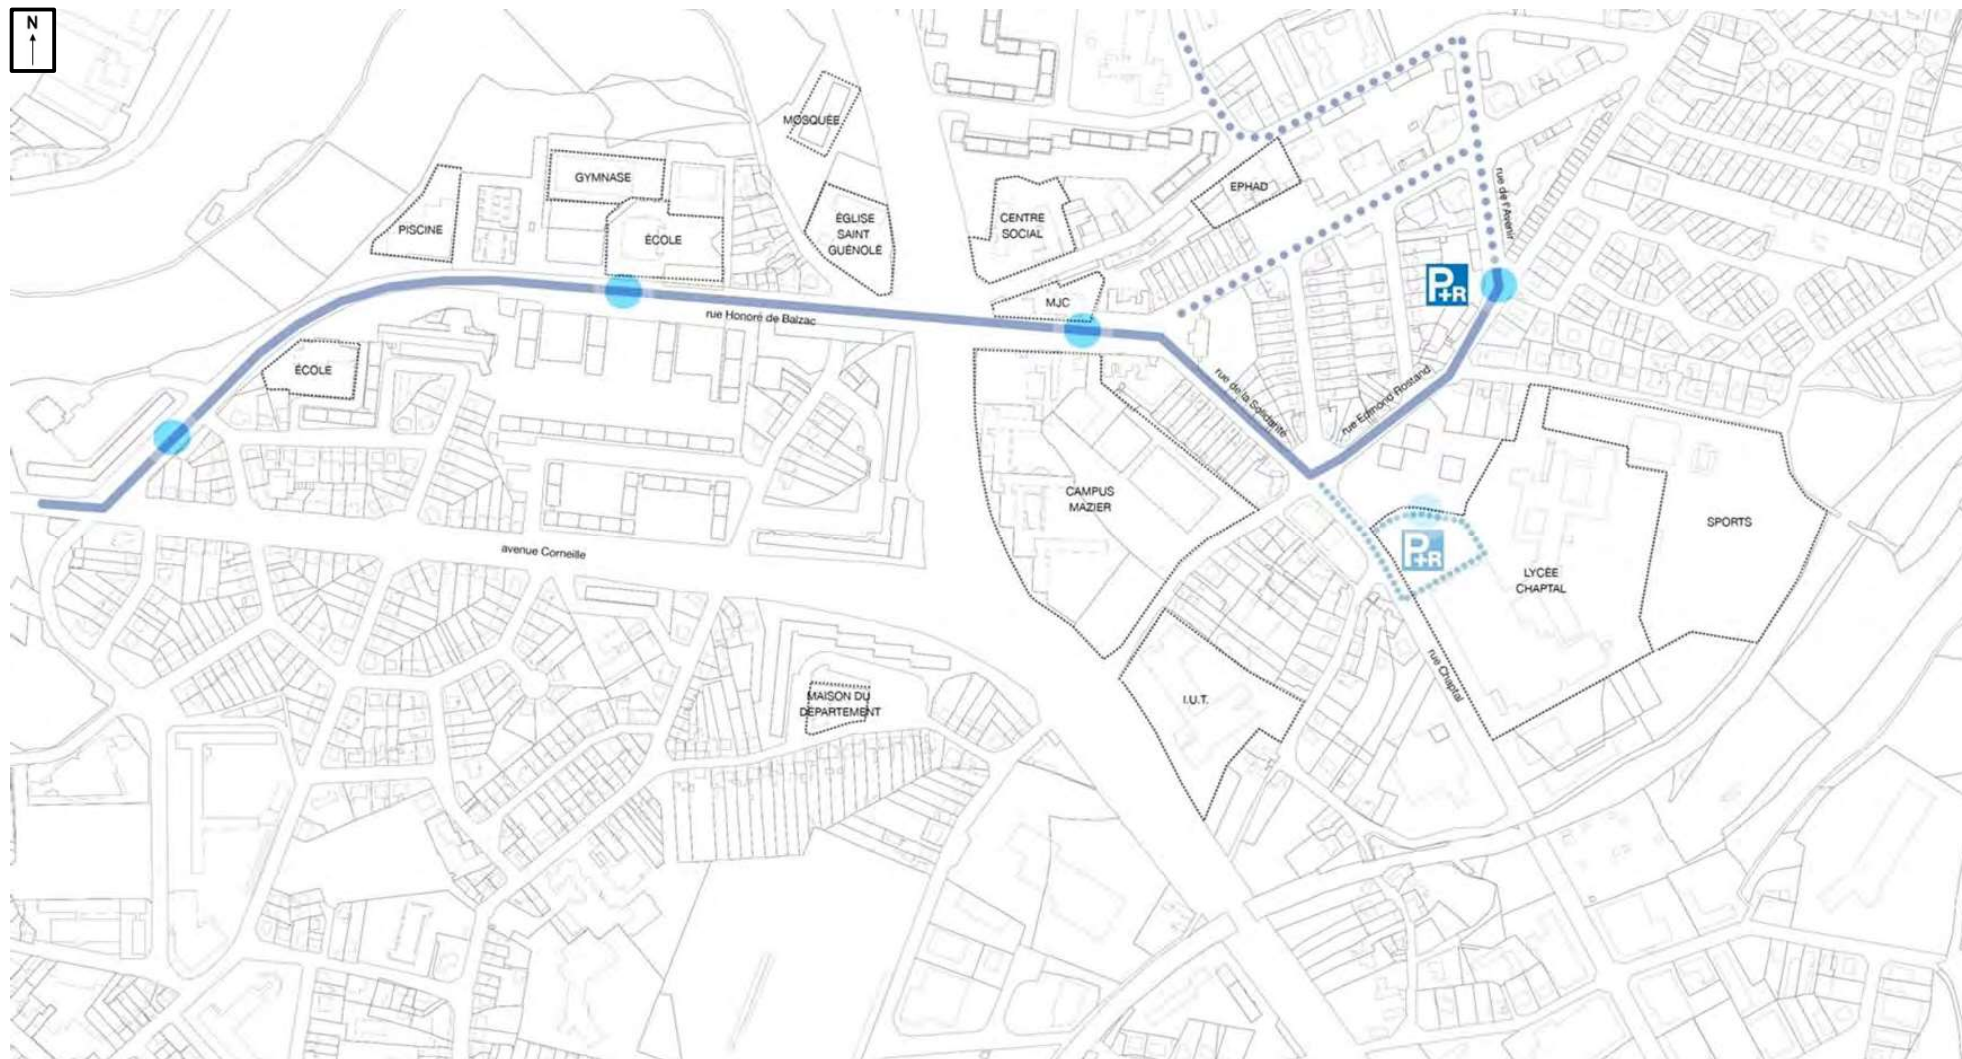 N
MOSQUÉE
GYMNASE
EPHAD
rue de l'Avenir
PISCINE
ÉCOLE
ÉGLISE
SAINT
GUÉNOLÉ
CENTRE
SOCIAL
P+R
MJC
rue Honoré de Balzac
ÉCOLE
rue de la Solidarité
rue Edmond Rostand
CAMPUS
MAZIER
SPORTS
avenue Corneille
P+R
LYCÉE
CHAPTAL
rue Chaptal
MAISON DU
DÉPARTEMENT
I.U.T.